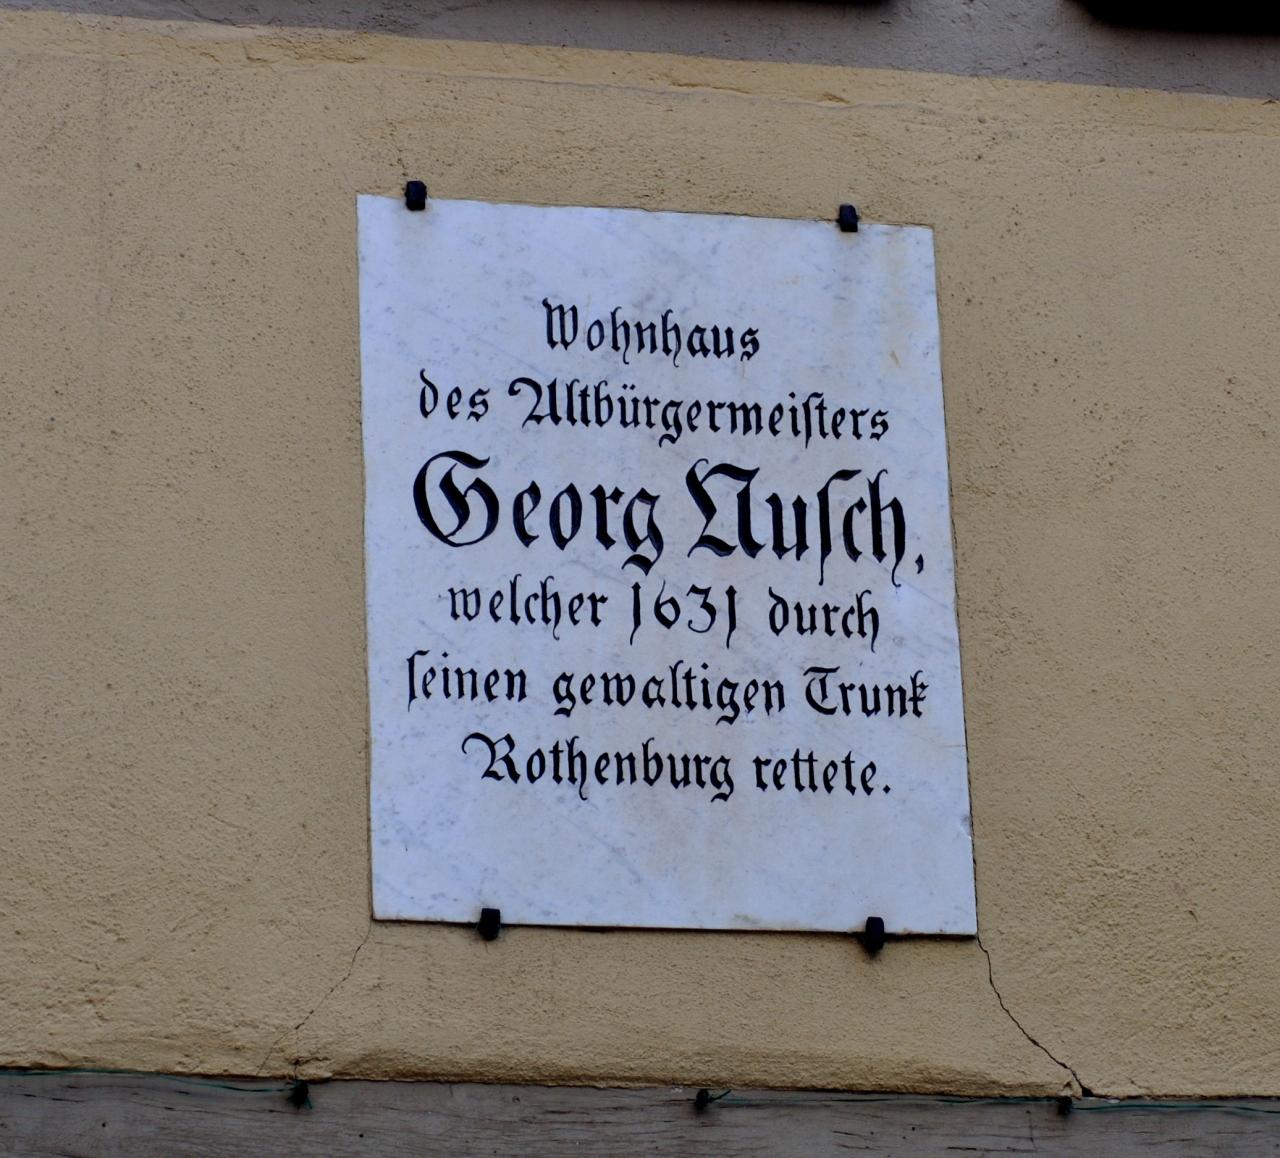 Wohnhaus
des Altbürgermeiſters
Georg Nuſch,
welcher 1631 durch
ſeinen gewaltigen Trunk
Rothenburg rettete.